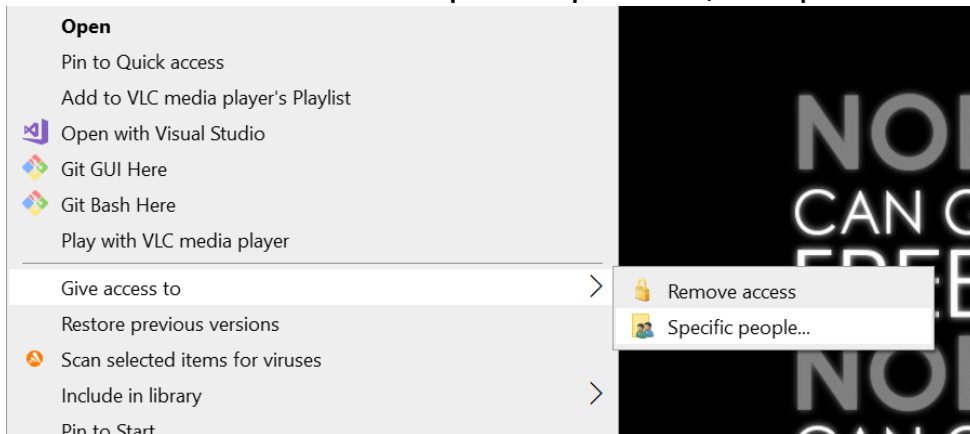 Open
Pin to Quick access
Add to VLC media player's Playlist
Open with Visual Studio
Git GUI Here
Git Bash Here
Play with VLC media player
Give access to
Remove access
Restore previous versions
Specific people...
Scan selected items for viruses
Include in library
Pin to Start
CAN